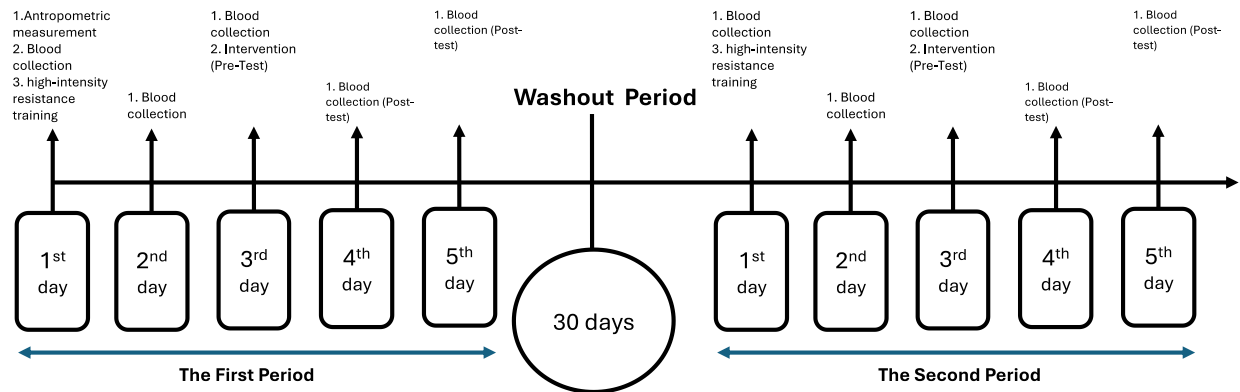 1.Antropometric
measurement
2. Blood
collection
3. high-intensity
resistance
training
1. Blood
collection
1. Blood
collection
2. Intervention
(Pre-Test)
1. Blood
collection (Post-
test)
1. Blood
collection (Post-
test)
Washout Period
1. Blood
collection
3. high-intensity
resistance
training
1. Blood
collection
1. Blood
collection
2. Intervention
(Pre-Test)
1. Blood
collection (Post-
test)
1. Blood
collection (Post-
test)
1st
day
2nd
day
3rd
day
4th
day
5th
day
30 days
1st
day
2nd
day
3rd
day
4th
day
5th
day
The First Period
The Second Period